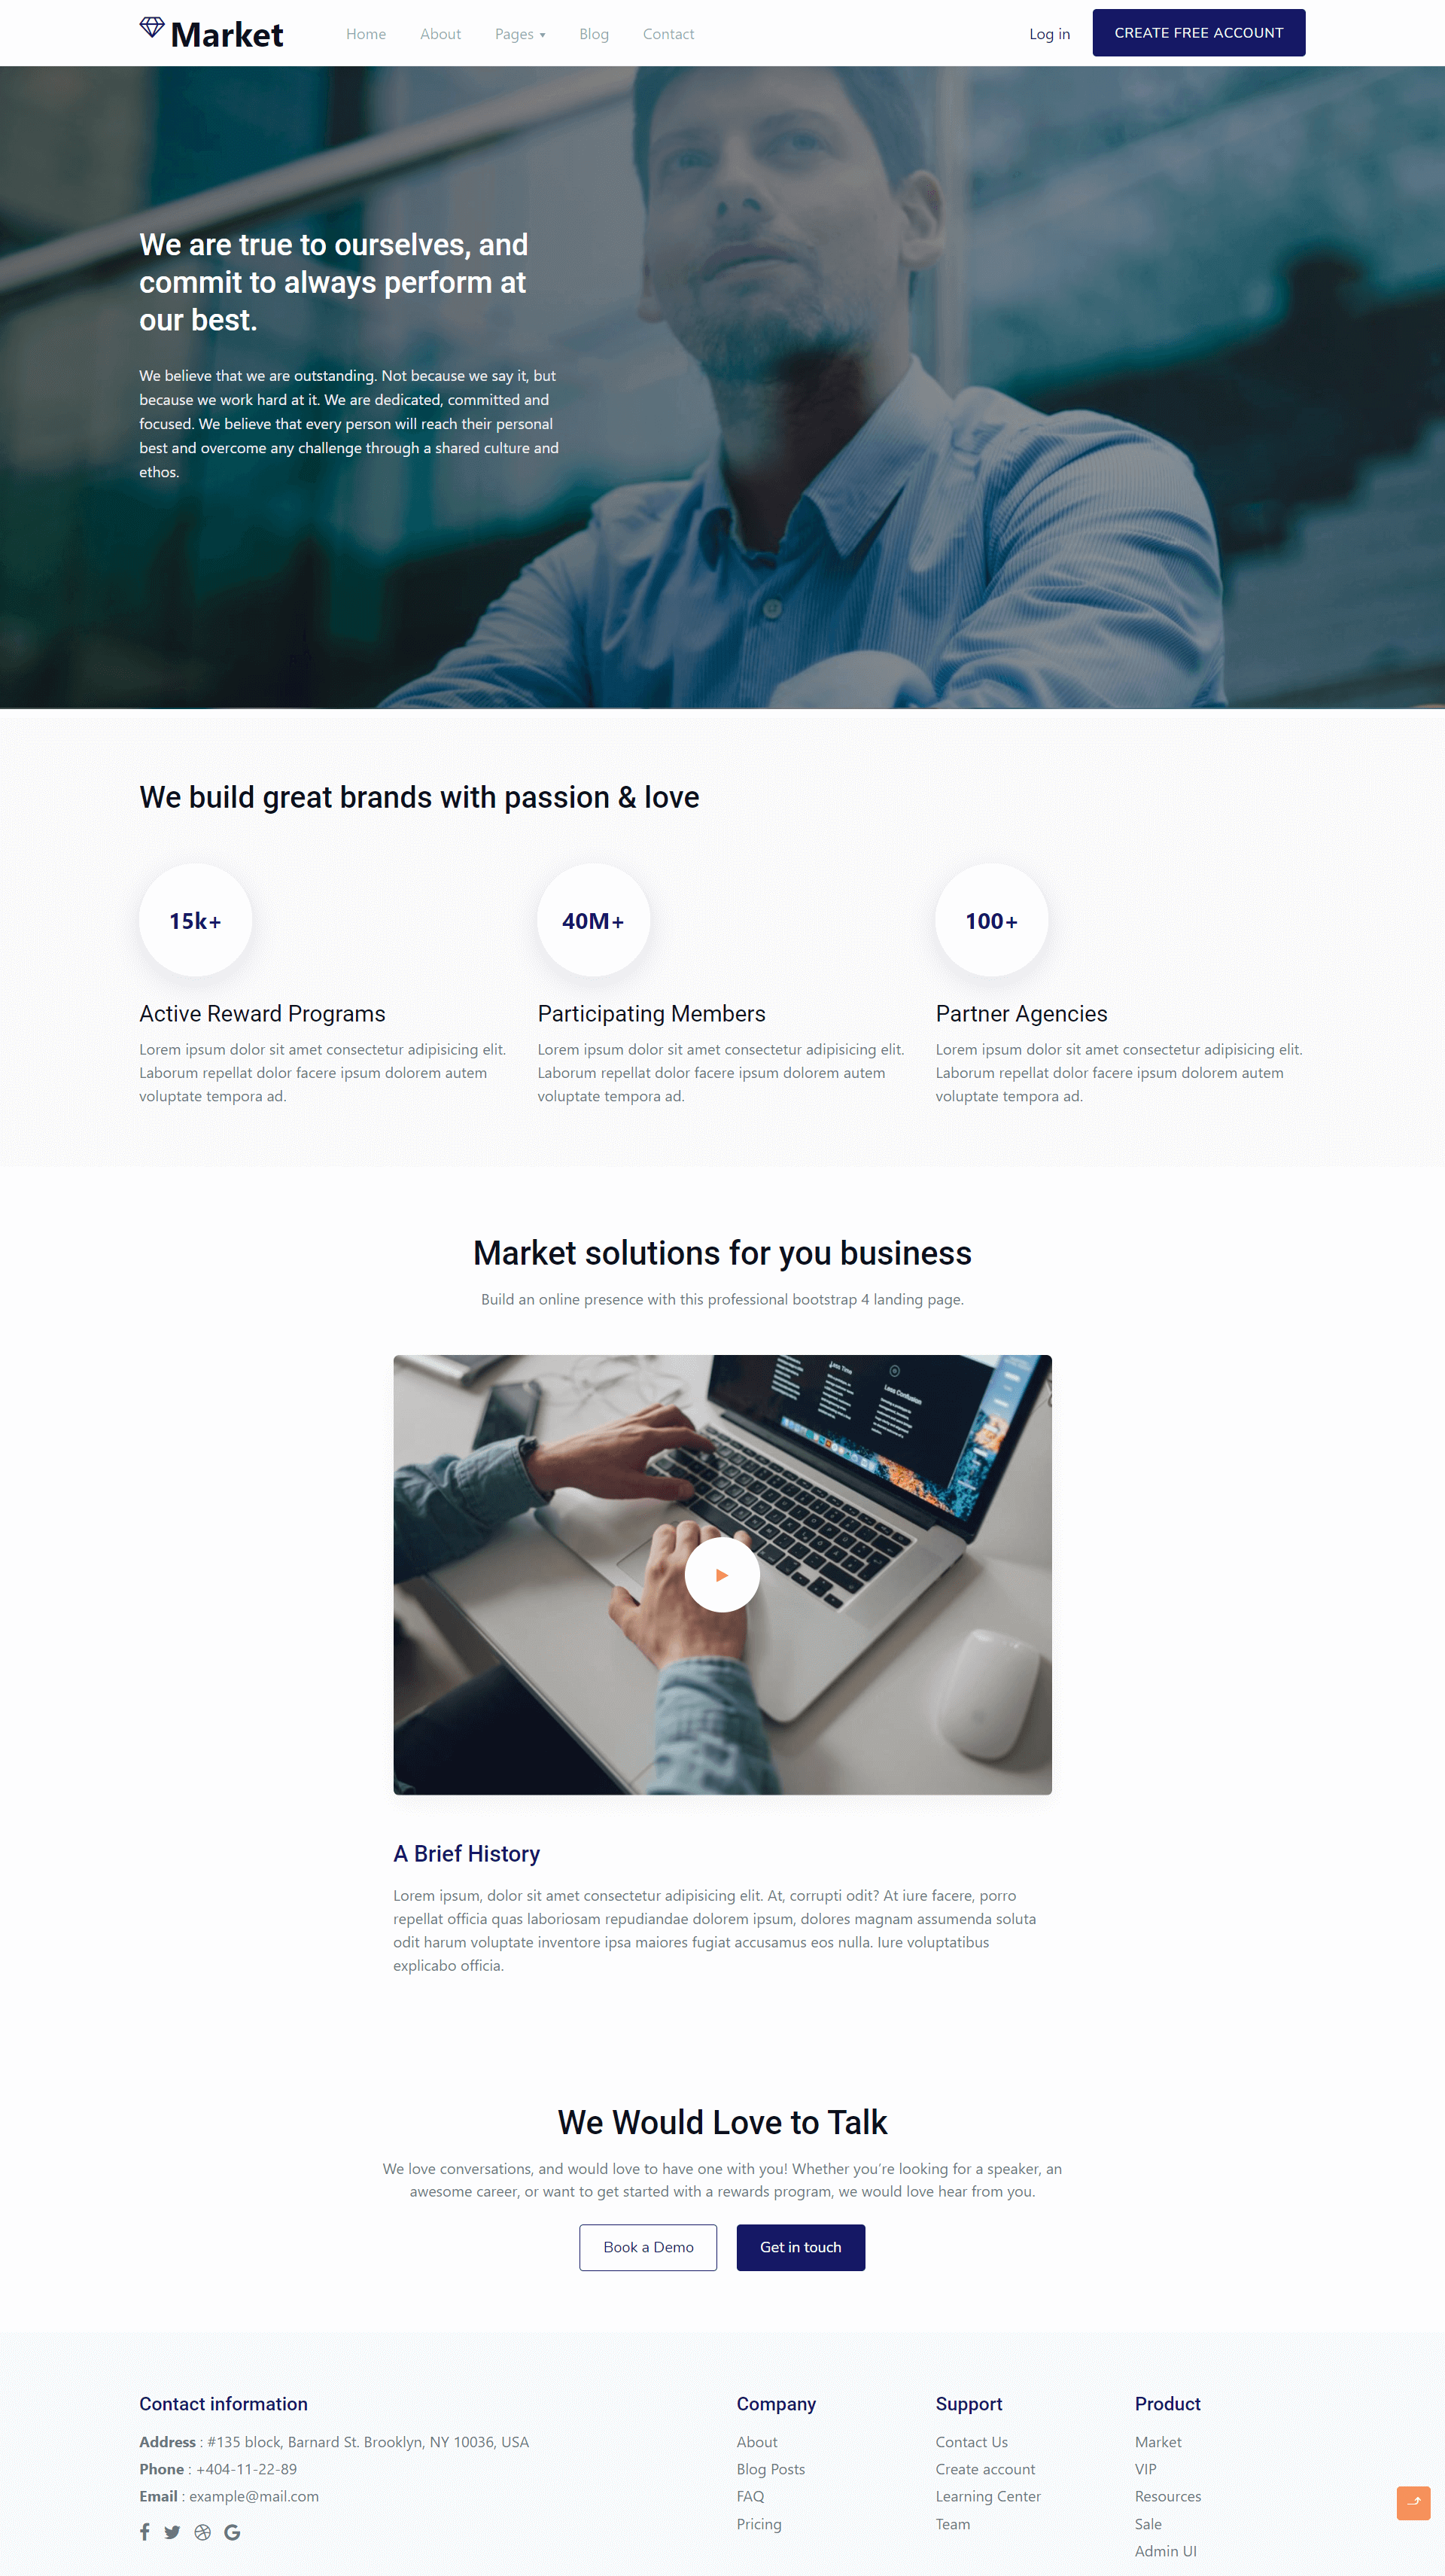 Market
Home
About
Pages
Blog
Contact
Log in
CREATE FREE ACCOUNT
We are true to ourselves, and
commit to always perform at
our best.
We believe that we are outstanding. Not because we say it, but
because we work hard at it. We are dedicated, committed and
focused. We believe that every person will reach their personal
best and overcome any challenge through a shared culture and
ethos.
We build great brands with passion & love
15k+
Active Reward Programs
Lorem ipsum dolor sit amet consectetur adipisicing elit.
Laborum repellat dolor facere ipsum dolorem autem
voluptate tempora ad.
40M+
Participating Members
Lorem ipsum dolor sit amet consectetur adipisicing elit.
Laborum repellat dolor facere ipsum dolorem autem
voluptate tempora ad.
100+
Partner Agencies
Lorem ipsum dolor sit amet consectetur adipisicing elit.
Laborum repellat dolor facere ipsum dolorem autem
voluptate tempora ad.
Market solutions for you business
Build an online presence with this professional bootstrap 4 landing page.
Less Time
Less Confusion
A Brief History
Lorem ipsum, dolor sit amet consectetur adipisicing elit. At, corrupti odit? At iure facere, porro
repellat officia quas laboriosam repudiandae dolorem ipsum, dolores magnam assumenda soluta
odit harum voluptate inventore ipsa maiores fugiat accusamus eos nulla. Iure voluptatibus
explicabo officia.
We Would Love to Talk
We love conversations, and would love to have one with you! Whether you're looking for a speaker, an
awesome career, or want to get started with a rewards program, we would love hear from you.
Book a Demo
Get in touch
Contact information
Address : #135 block, Barnard St. Brooklyn, NY 10036, USA
Phone : +404-11-22-89
Email : example@mail.com
Company
About
Blog Posts
FAQ
Pricing
Support
Contact Us
Create account
Learning Center
Team
Product
Market
VIP
Resources
Sale
Admin UI